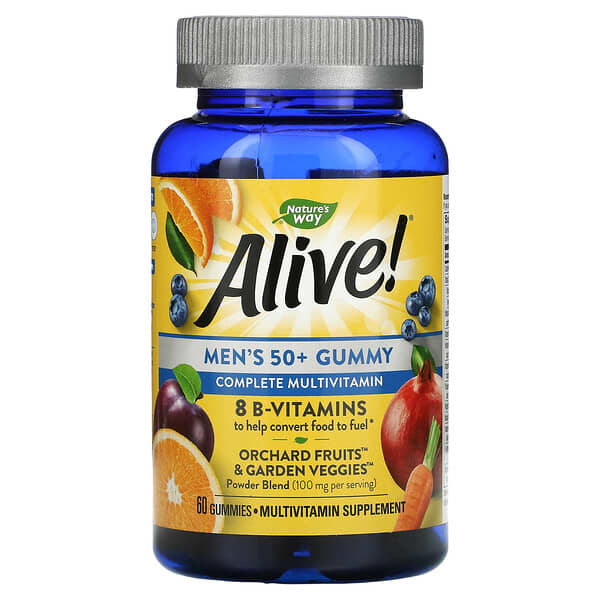 Nature's
Way
Alive!®
MEN'S 50+ GUMMY
COMPLETE MULTIVITAMIN
8 B-VITAMINS
to help convert food to fuel*
ORCHARD FRUITS™
& GARDEN VEGGIES™
Powder Blend (100 mg per serving)
60 GUMMIES • MULTIVITAMIN SUPPLEMENT